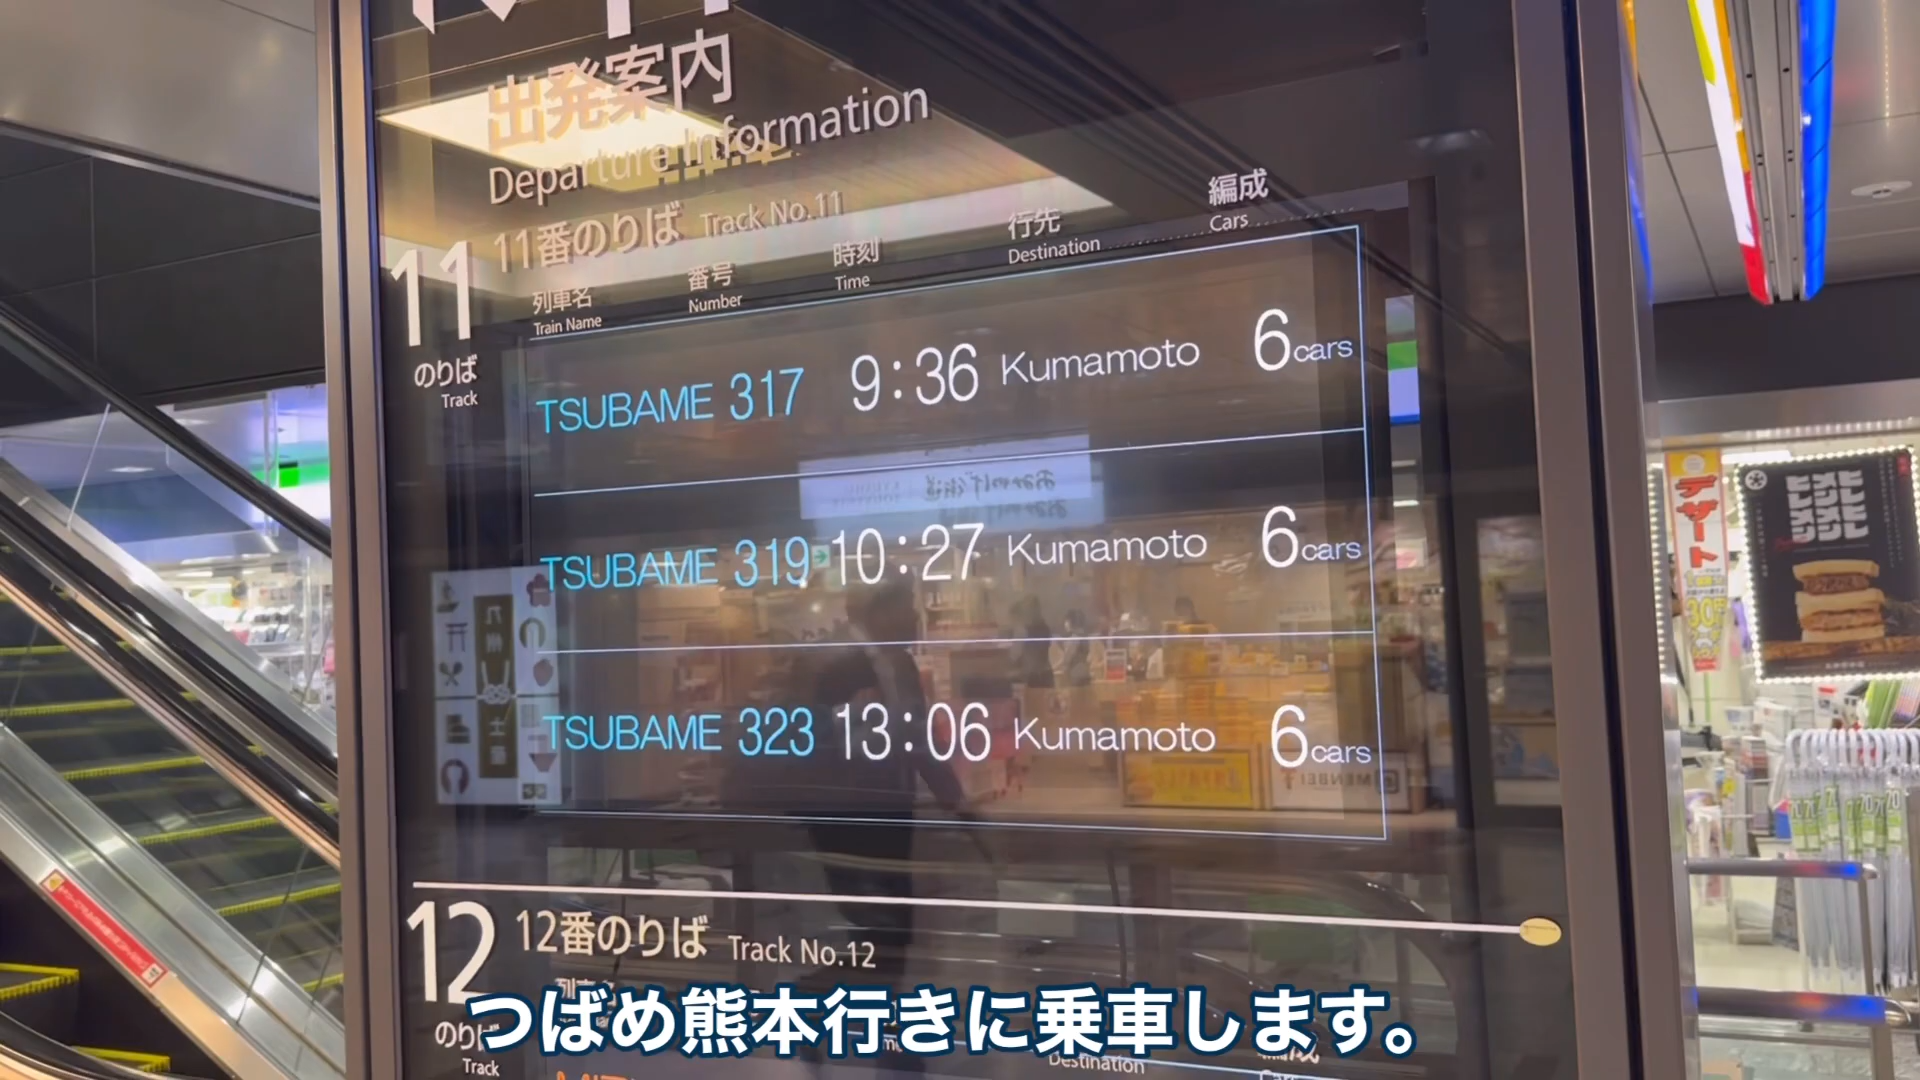 出発案内
Departure Information
11
のりば
Track
11番のりば Track No.11
列車名 番号 時刻 行先 編成
Train Name Number Time Destination Cars
TSUBAME 317 9:36 Kumamoto 6cars
TSUBAME 319 10:27 Kumamoto 6cars
TSUBAME 323 13:06 Kumamoto 6cars
12
のりば
Track
12番のりば Track No.12
Destination
つばめ熊本行きに乗車します。
デザート
30円